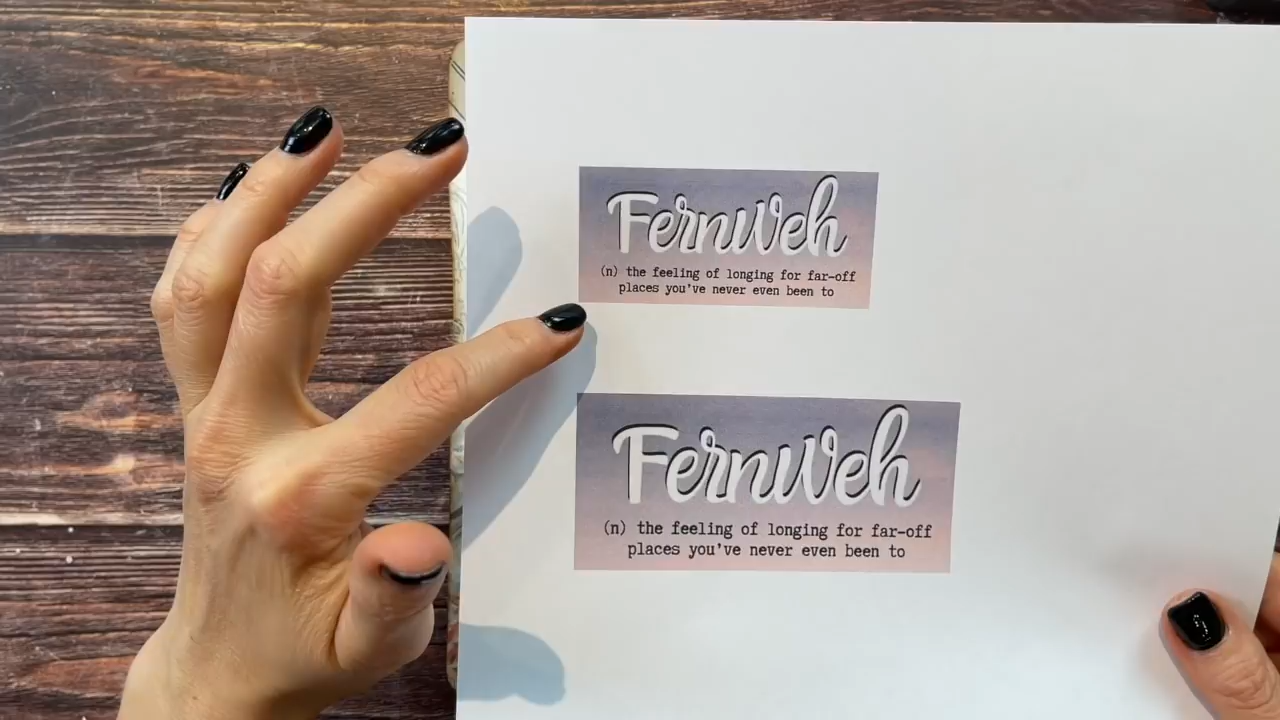 Fernweh
(n) the feeling of longing for far-off
places you've never even been to
Fernweh
(n) the feeling of longing for far-off
places you've never even been to